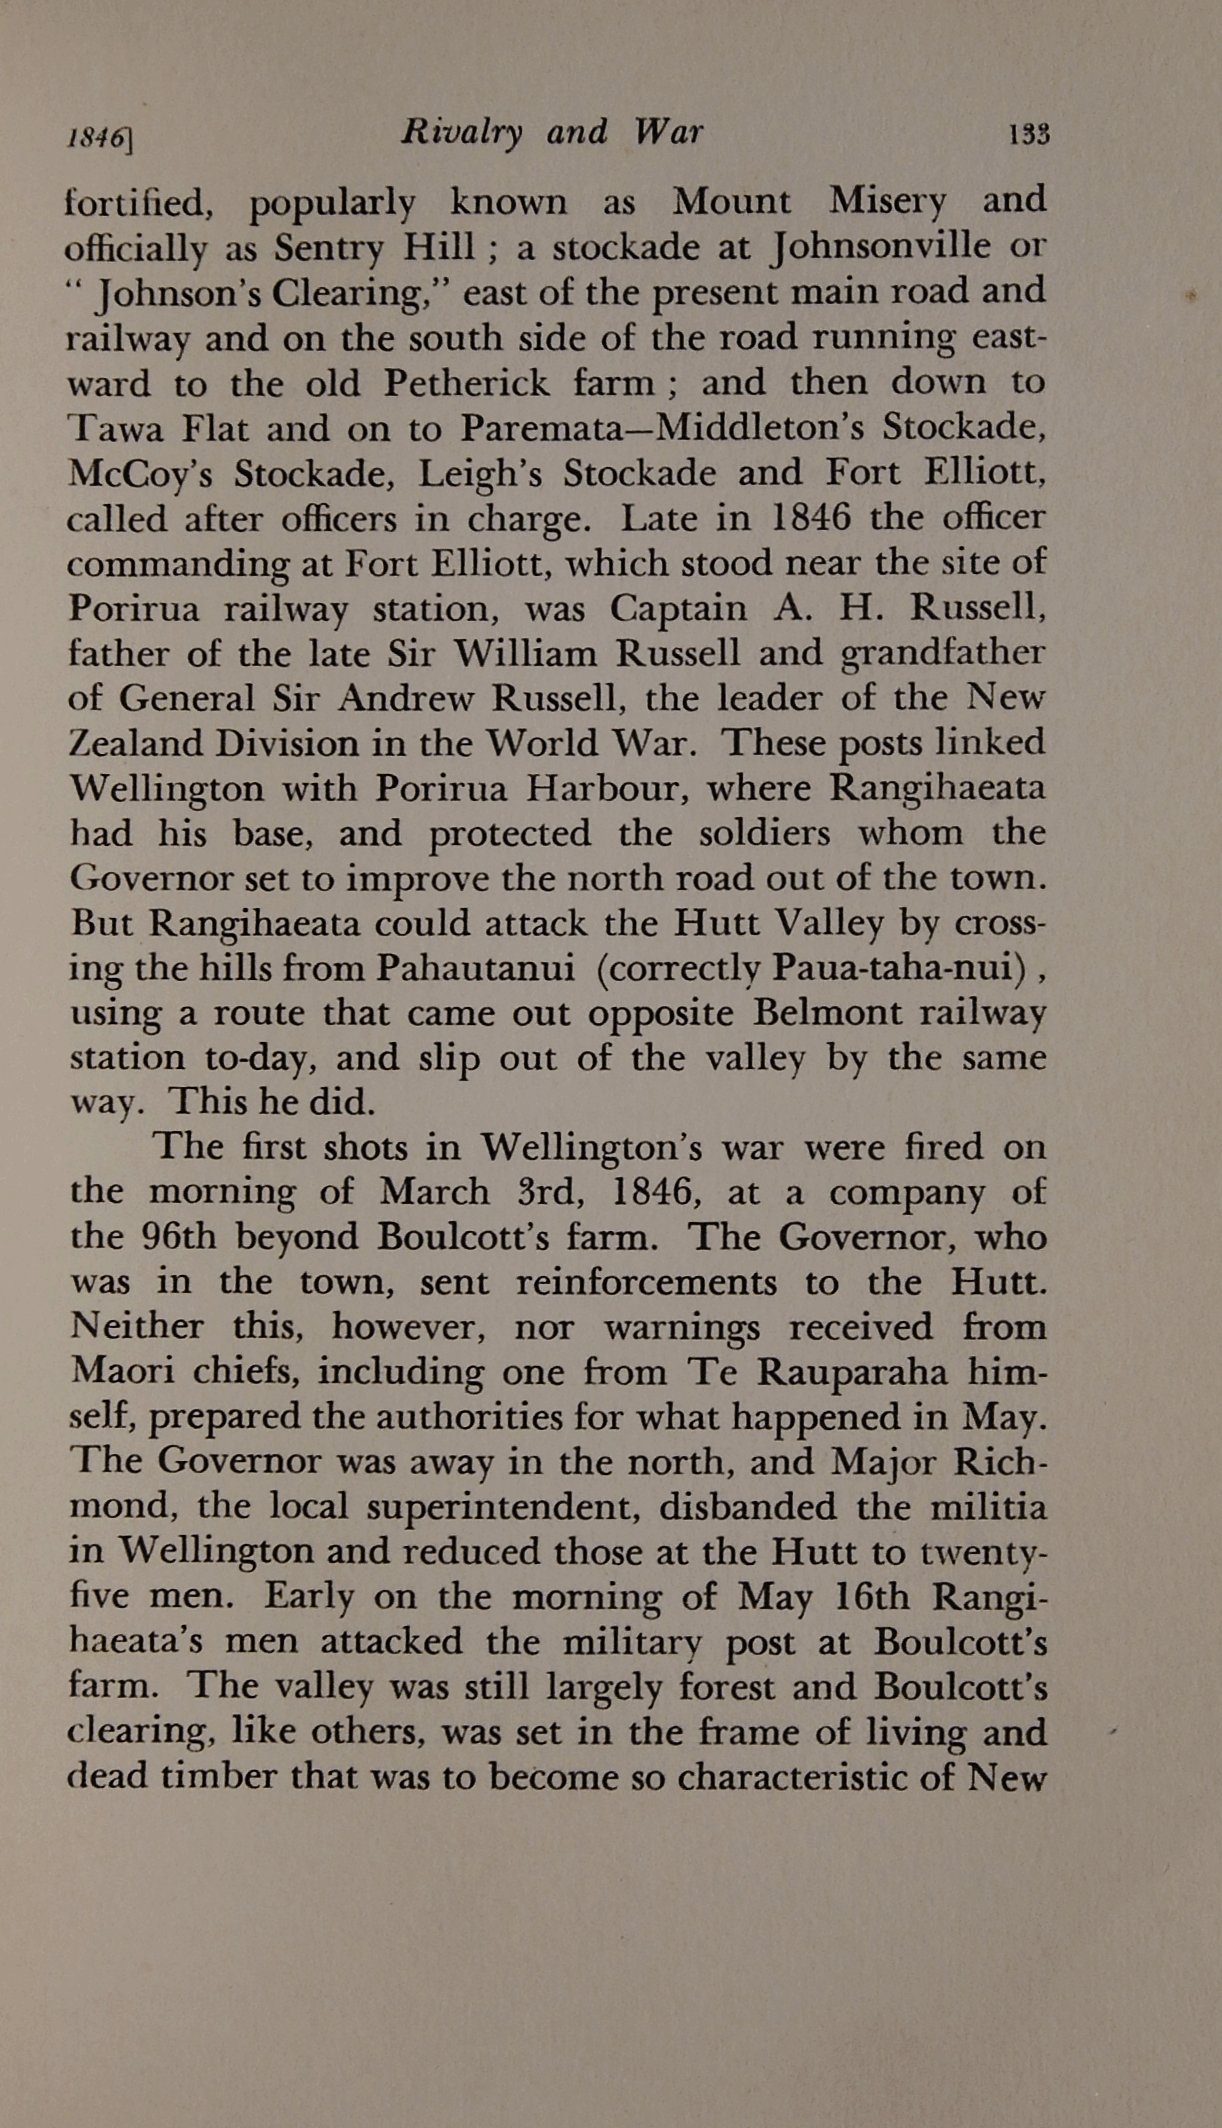 1846] Rivalry and War 133
fortified, popularly known as Mount Misery and
officially as Sentry Hill ; a stockade at Johnsonville or
“ Johnson’s Clearing,” east of the present main road and
railway and on the south side of the road running east-
ward to the old Petherick farm ; and then down to
Tawa Flat and on to Paremata—Middleton’s Stockade,
McCoy’s Stockade, Leigh’s Stockade and Fort Elliott,
called after officers in charge. Late in 1846 the officer
commanding at Fort Elliott, which stood near the site of
Porirua railway station, was Captain A. H. Russell,
father of the late Sir William Russell and grandfather
of General Sir Andrew Russell, the leader of the New
Zealand Division in the World War. These posts linked
Wellington with Porirua Harbour, where Rangihaeata
had his base, and protected the soldiers whom the
Governor set to improve the north road out of the town.
But Rangihaeata could attack the Hutt Valley by cross-
ing the hills from Pahautanui (correctly Paua-taha-nui) ,
using a route that came out opposite Belmont railway
station to-day, and slip out of the valley by the same
way. This he did.
The first shots in Wellington’s war were fired on
the morning of March 3rd, 1846, at a company of
the 96th beyond Boulcott’s farm. The Governor, who
was in the town, sent reinforcements to the Hutt.
Neither this, however, nor warnings received from
Maori chiefs, including one from Te Rauparaha him-
self, prepared the authorities for what happened in May.
The Governor was away in the north, and Major Rich-
mond, the local superintendent, disbanded the militia
in Wellington and reduced those at the Hutt to twenty-
five men. Early on the morning of May 16th Rangi-
haeata’s men attacked the military post at Boulcott’s
farm. The valley was still largely forest and Boulcott’s
clearing, like others, was set in the frame of living and
dead timber that was to become so characteristic of New